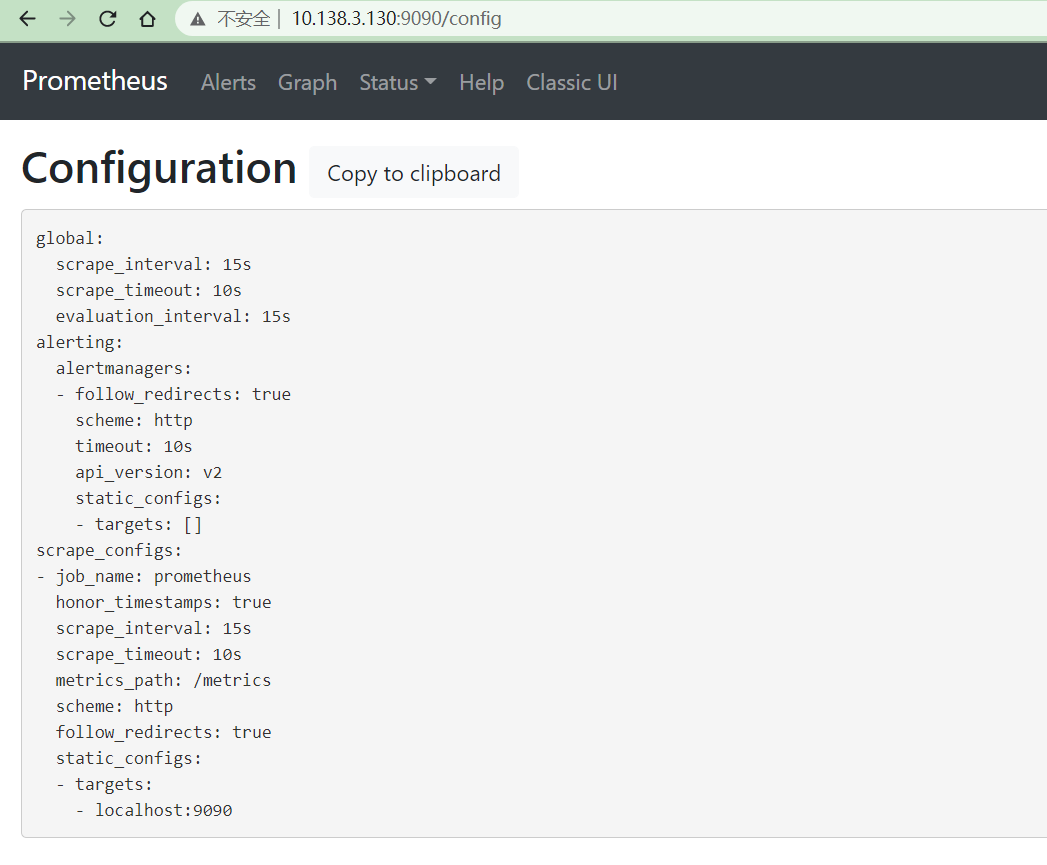 不安全 | 10.138.3.130:9090/config
Prometheus Alerts Graph Status Help Classic UI
Configuration Copy to clipboard
global:
  scrape_interval: 15s
  scrape_timeout: 10s
  evaluation_interval: 15s
alerting:
  alertmanagers:
  - follow_redirects: true
    scheme: http
    timeout: 10s
    api_version: v2
    static_configs:
    - targets: []
scrape_configs:
- job_name: prometheus
  honor_timestamps: true
  scrape_interval: 15s
  scrape_timeout: 10s
  metrics_path: /metrics
  scheme: http
  follow_redirects: true
  static_configs:
  - targets:
    - localhost:9090